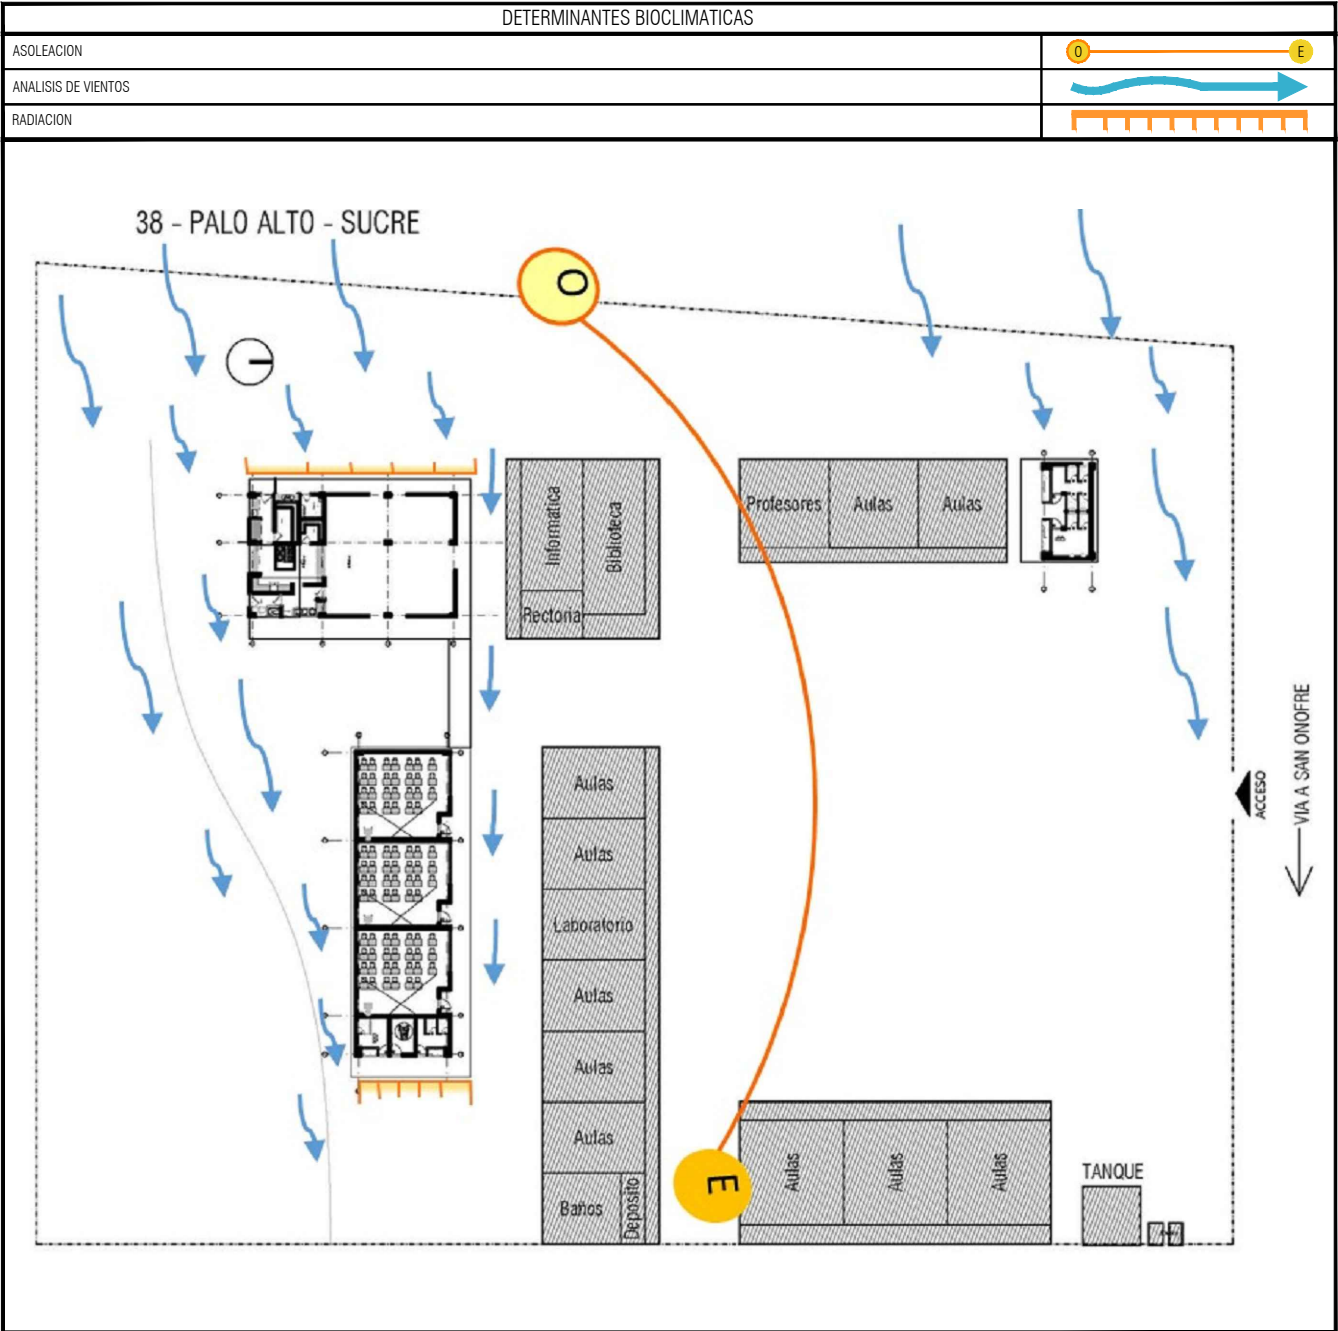 DETERMINANTES BIOCLIMATICAS
ASOLEACION
O E
ANALISIS DE VIENTOS
RADIACION
38 - PALO ALTO - SUCRE
O
Informatica
Biblioteca
Rectoria
Profesores
Aulas
Aulas
Aulas
Aulas
Laboratorio
Aulas
Aulas
Aulas
Baños
Deposito
E
Aulas
Aulas
Aulas
TANQUE
ACCESO
VIA A SAN ONOFRE